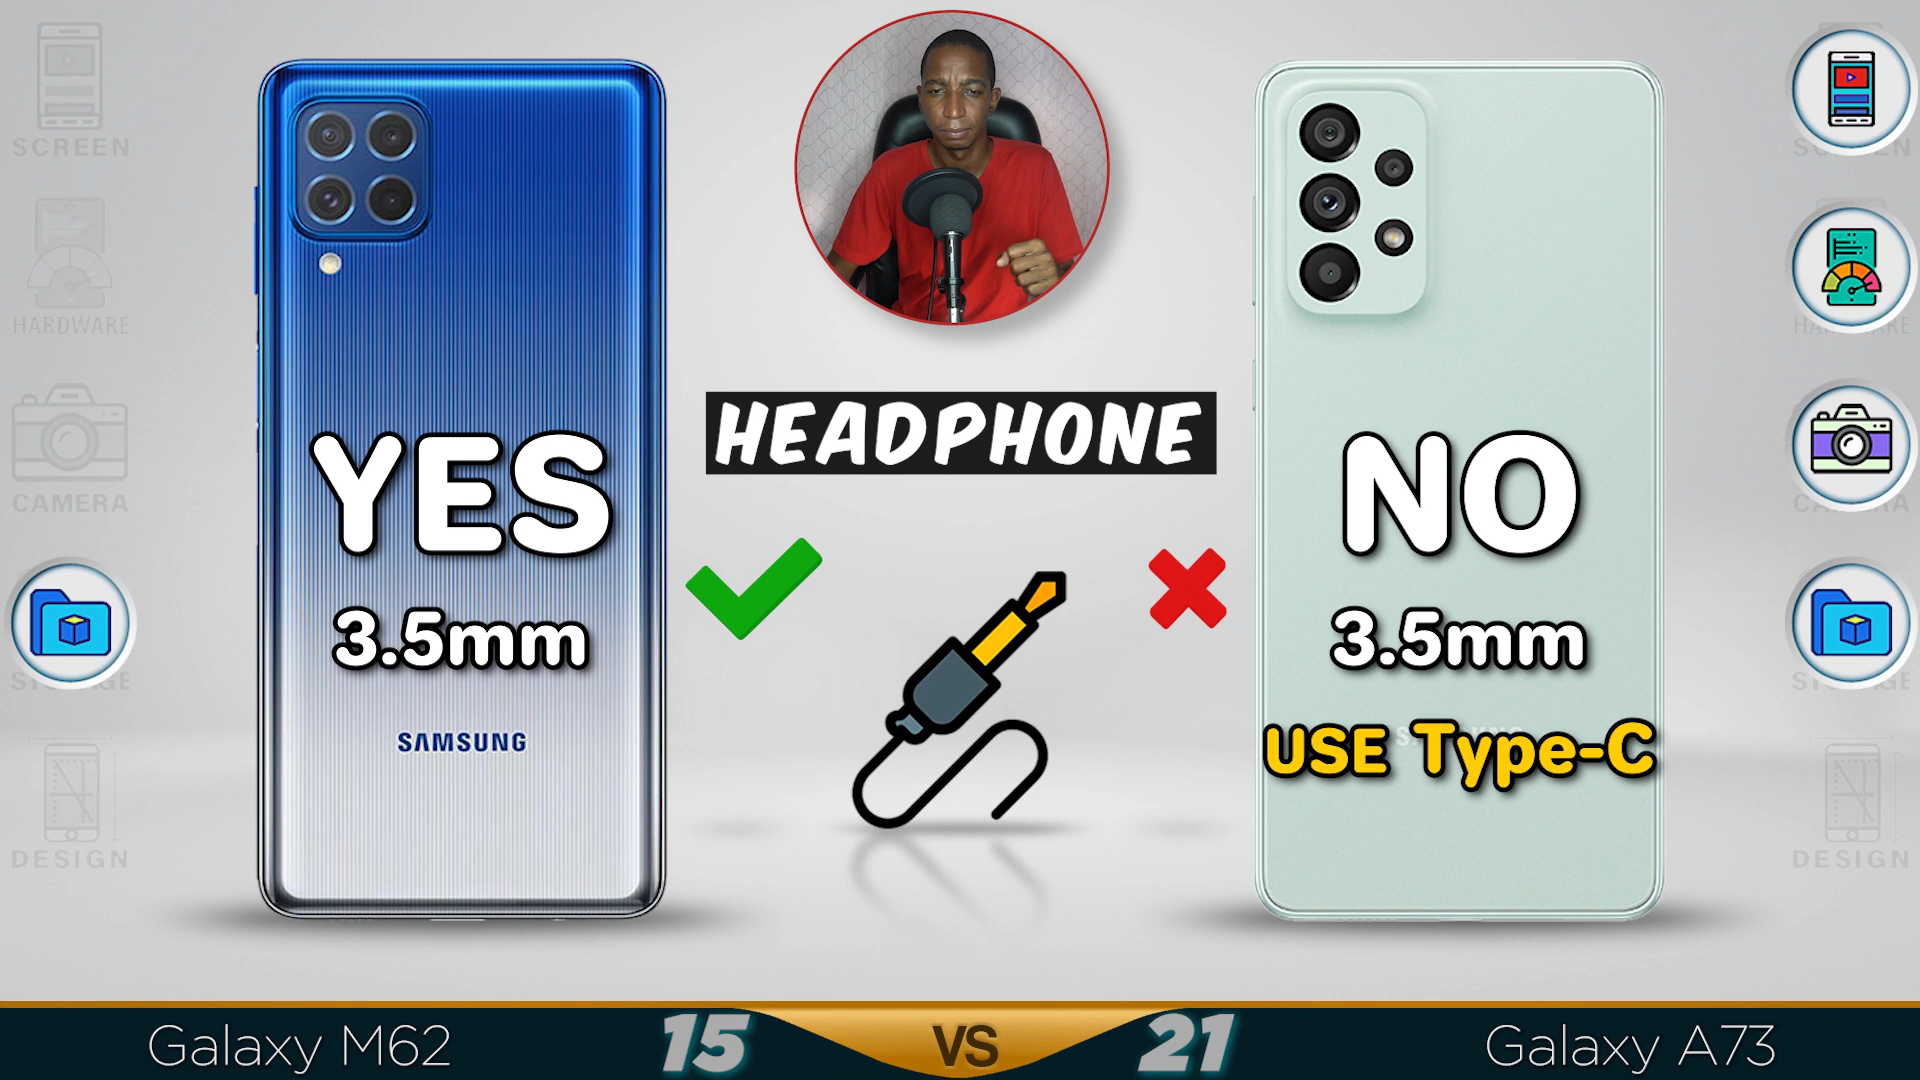 SCREEN
HARDWARE
CAMERA
DESIGN
YES
3.5mm
SAMSUNG
HEADPHONE
NO
3.5mm
USE Type-C
DESIGN
Galaxy M62
15
VS
21
Galaxy A73